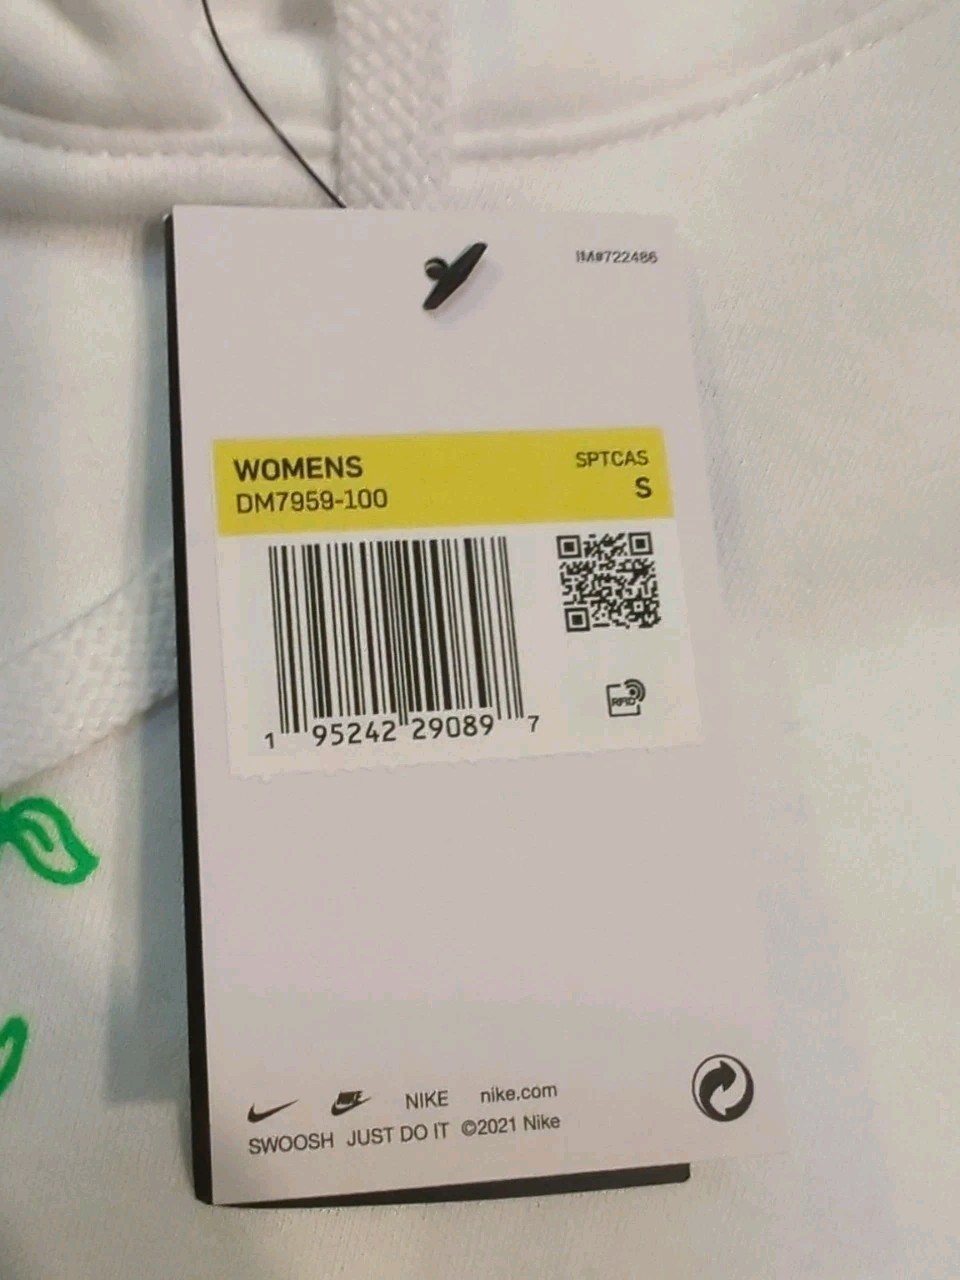 IM#722486
WOMENS
SPTCAS
DM7959-100
S
RFID
1 95242 29089 7
NIKE nike.com
SWOOSH JUST DO IT ©2021 Nike